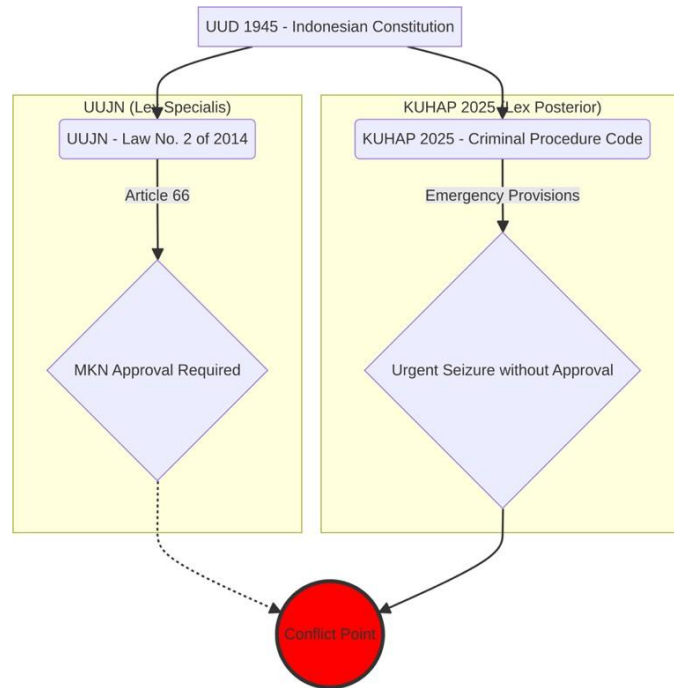 UUD 1945 - Indonesian Constitution
UUJN (Lex Specialis)
KUHAP 2025 (Lex Posterior)
UUJN - Law No. 2 of 2014
KUHAP 2025 - Criminal Procedure Code
Article 66
Emergency Provisions
MKN Approval Required
Urgent Seizure without Approval
Conflict Point